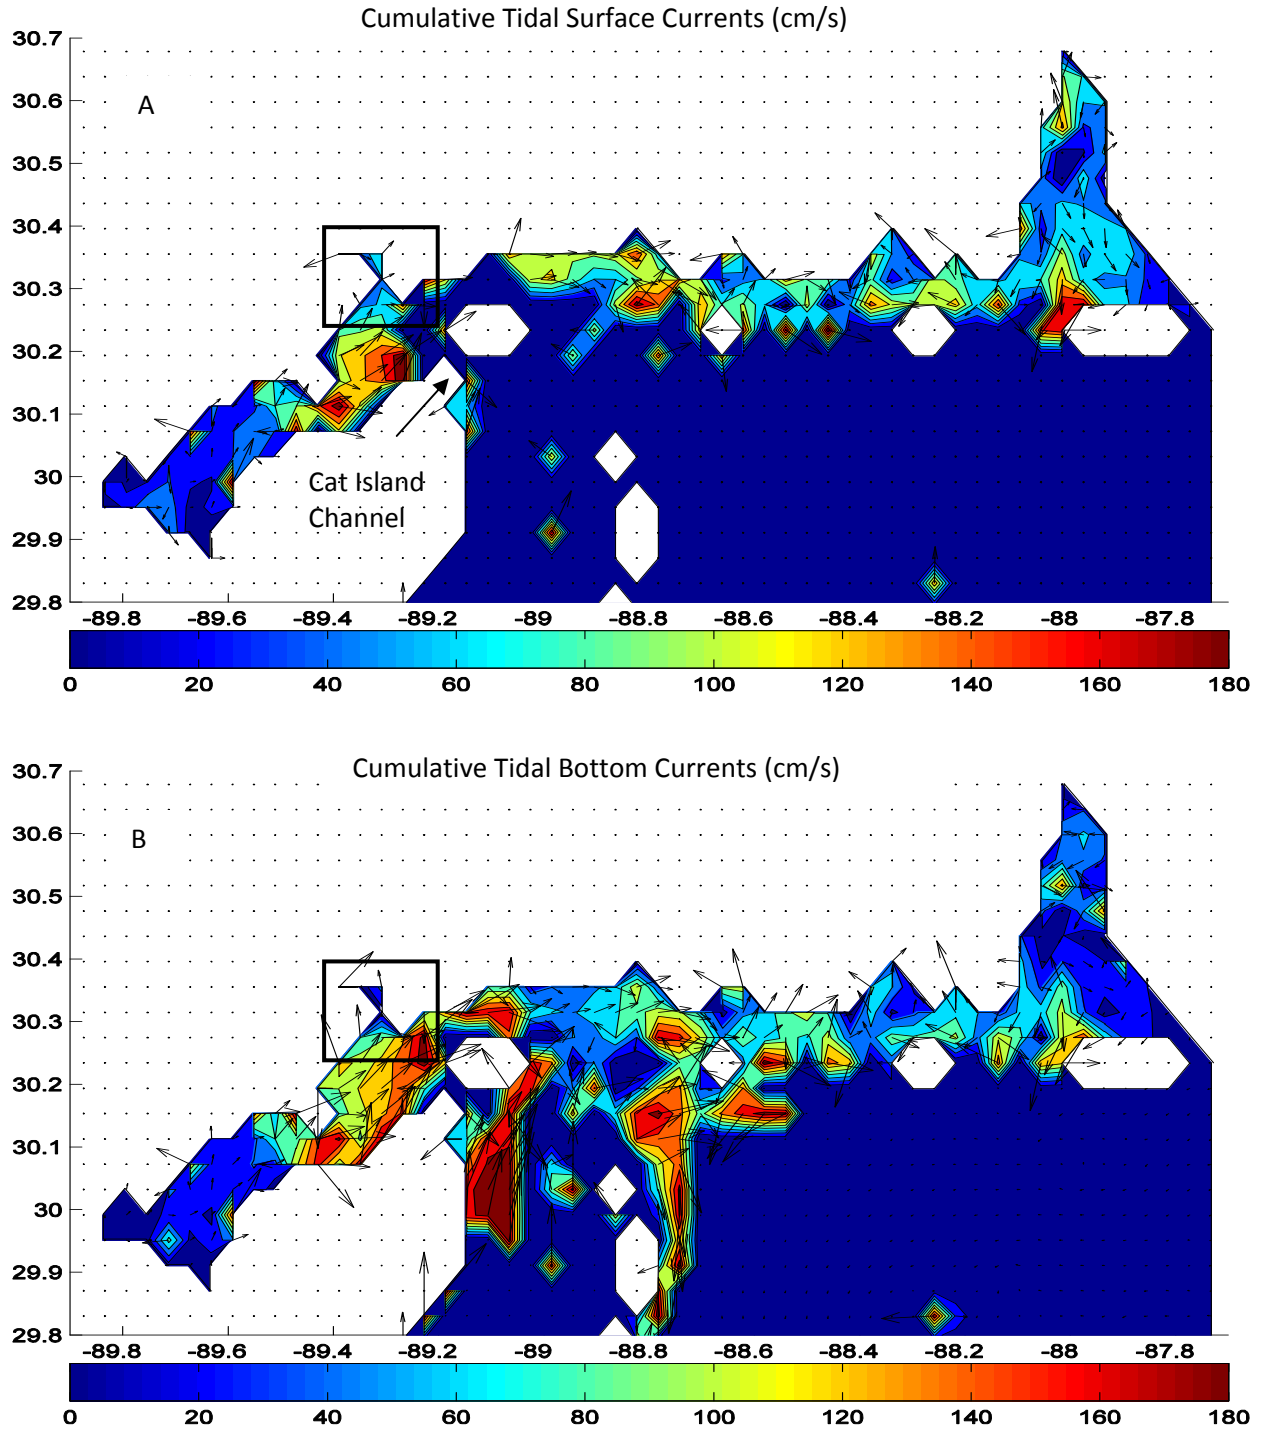 Cumulative Tidal Surface Currents (cm/s)
30.7
A
30.6
30.5
30.4
30.3
30.2
30.1
30
Cat Island
Channel
29.9
29.8
-89.8 -89.6 -89.4 -89.2 -89 -88.8 -88.6 -88.4 -88.2 -88 -87.8
0 20 40 60 80 100 120 140 160 180
Cumulative Tidal Bottom Currents (cm/s)
30.7
B
30.6
30.5
30.4
30.3
30.2
30.1
30
29.9
29.8
-89.8 -89.6 -89.4 -89.2 -89 -88.8 -88.6 -88.4 -88.2 -88 -87.8
0 20 40 60 80 100 120 140 160 180